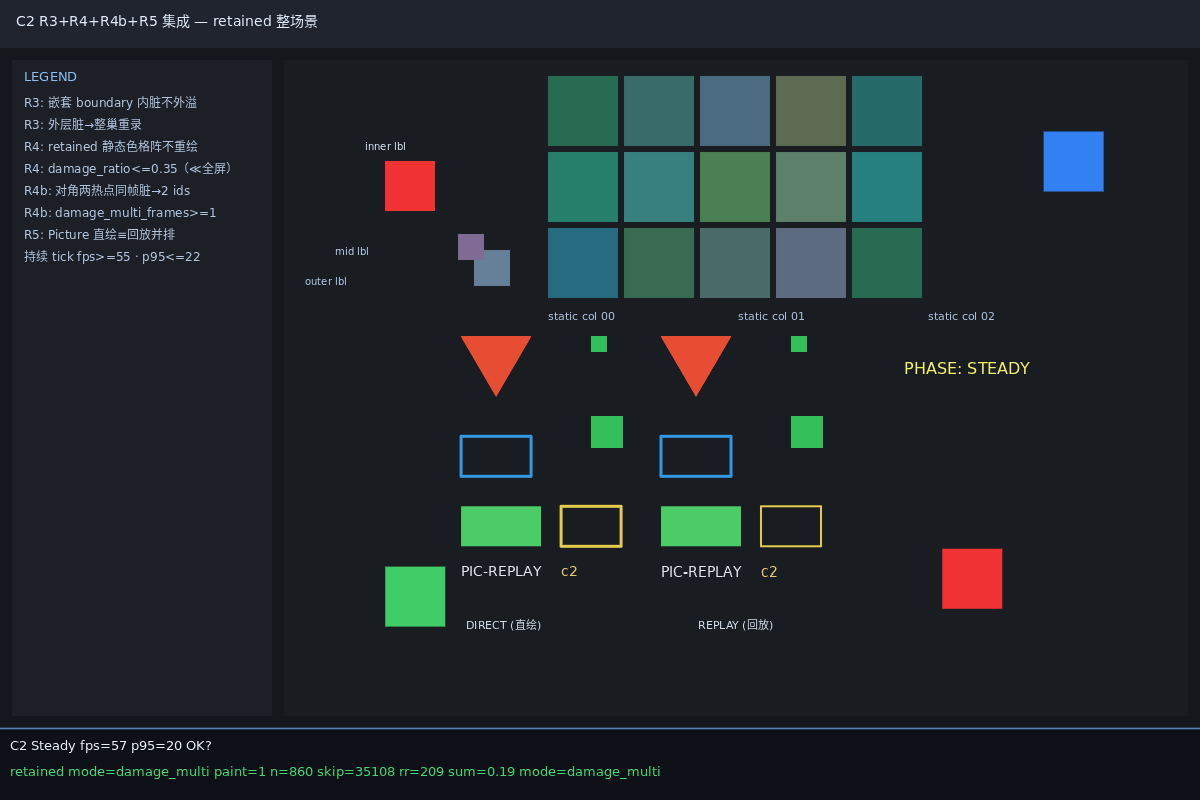 C2 R3+R4+R4b+R5 集成 — retained 整场景
LEGEND
R3: 嵌套 boundary 内脏不外溢
R3: 外层脏→整巢重录
R4: retained 静态色格阵不重绘
R4: damage_ratio<=0.35（≪全屏）
R4b: 对角两热点同帧脏→2 ids
R4b: damage_multi_frames>=1
R5: Picture 直绘≡回放并排
持续 tick fps>=55 · p95<=22
inner lbl
mid lbl
outer lbl
static col 00
static col 01
static col 02
PHASE: STEADY
PIC-REPLAY
c2
PIC-REPLAY
c2
DIRECT (直绘)
REPLAY (回放)
C2 Steady fps=57 p95=20 OK?
retained mode=damage_multi paint=1 n=860 skip=35108 rr=209 sum=0.19 mode=damage_multi